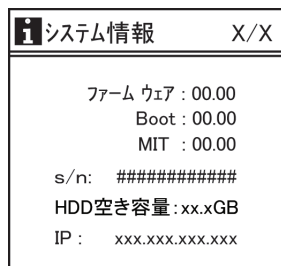 i システム情報 X/X
ファーム ウェア : 00.00
Boot : 00.00
MIT : 00.00
s/n: ############
HDD空き容量:xx.xGB
IP : xxx.xxx.xxx.xxx